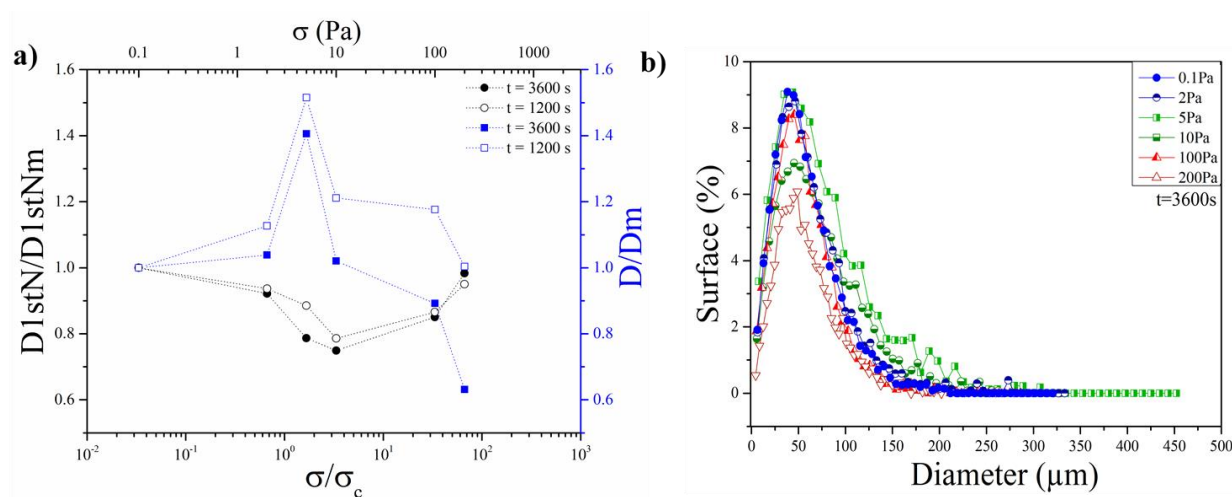 a)
σ (Pa)
0.1 1 10 100 1000
1.6 1.6
1.4 1.4
1.2 1.2
1.0 1.0
0.8 0.8
0.6 0.6
D1stN/D1stNm
D/Dm
t = 3600 s
t = 1200 s
t = 3600 s
t = 1200 s
10⁻² 10⁻¹ 10⁰ 10¹ 10² 10³
σ/σc
b)
10
8
6
4
2
0
Surface (%)
0.1Pa
2Pa
5Pa
10Pa
100Pa
200Pa
t=3600s
0 50 100 150 200 250 300 350 400 450 500
Diameter (µm)